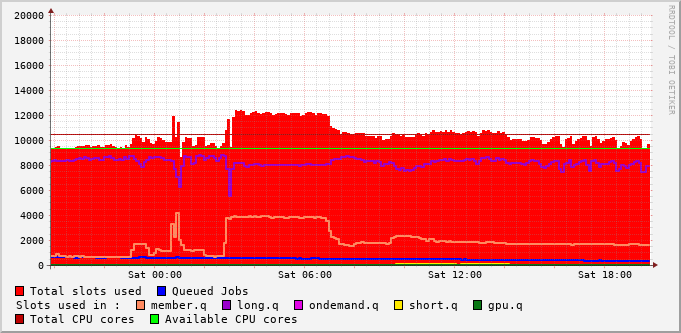 20000
18000
16000
14000
12000
10000
8000
6000
4000
2000
0
Sat 00:00 Sat 06:00 Sat 12:00 Sat 18:00
Total slots used Queued Jobs
Slots used in : member.q long.q ondemand.q short.q gpu.q
Total CPU cores Available CPU cores
RRDTOOL / TOBI OETIKER